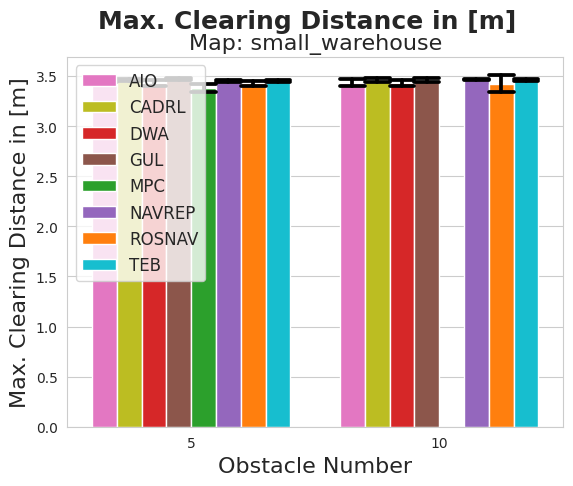 Max. Clearing Distance in [m]
Map: small_warehouse
Max. Clearing Distance in [m]
3.5
3.0
2.5
2.0
1.5
1.0
0.5
0.0
AIO
CADRL
DWA
GUL
MPC
NAVREP
ROSNAV
TEB
5
10
Obstacle Number